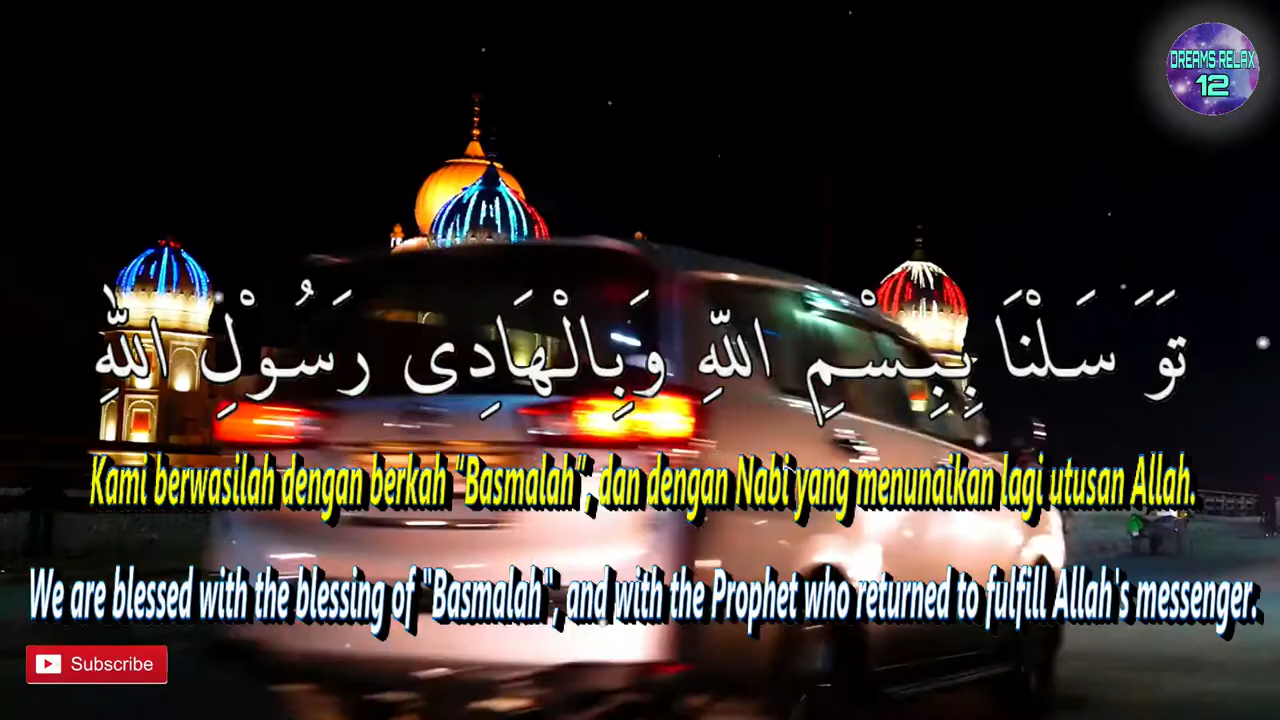 DREAMS RELAX
12
تَوَ سَلْنَا بِبِسْمِ اللّهِ وَبِالْهَادِى رَسُوْلِ اللهِ
Kami berwasilah dengan berkah "Basmalah", dan dengan Nabi yang menunaikan lagi utusan Allah.
We are blessed with the blessing of "Basmalah", and with the Prophet who returned to fulfill Allah's messenger.
Subscribe